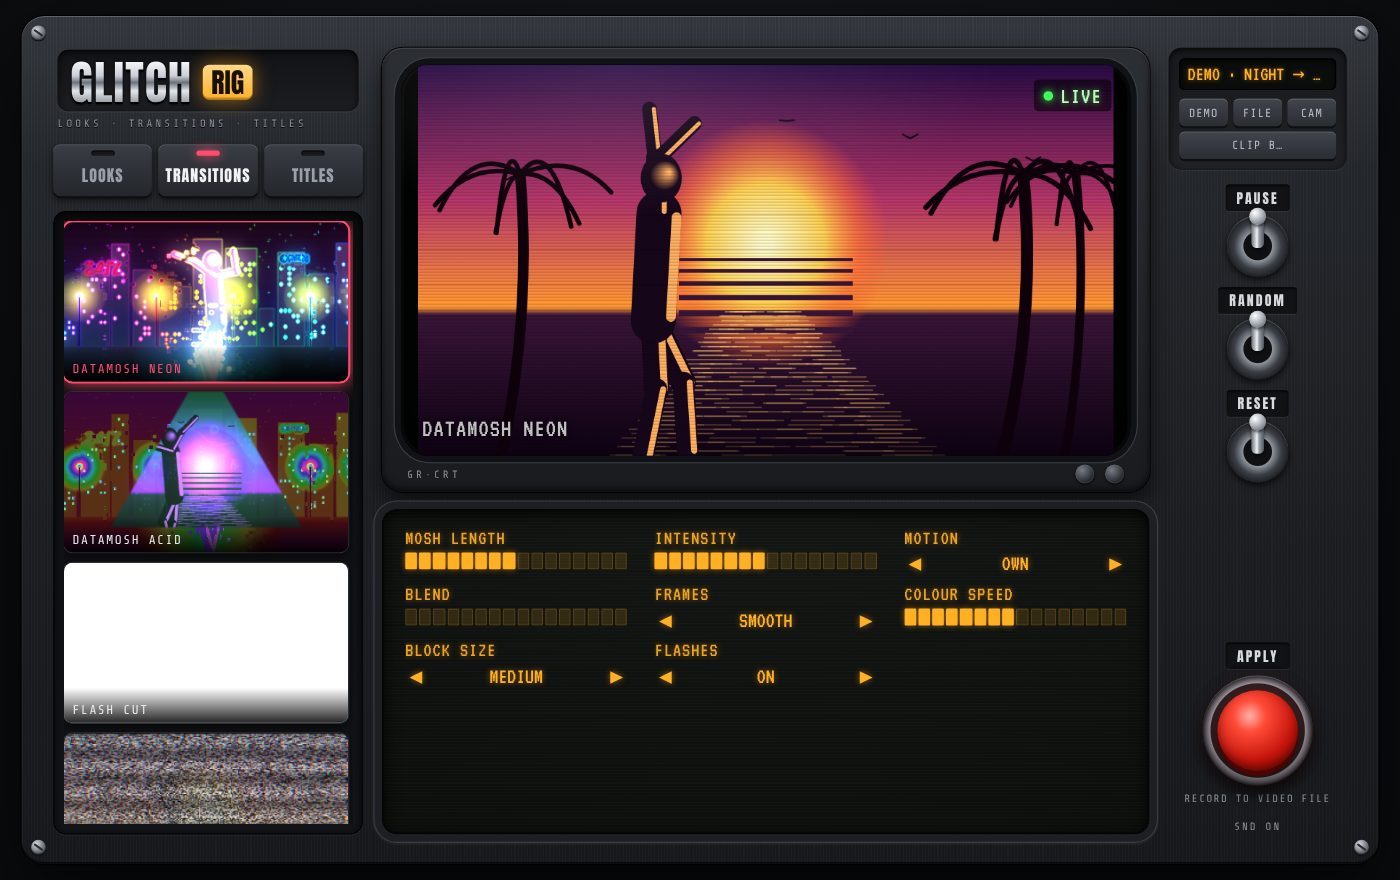 GLITCH RIG
LOOKS · TRANSITIONS · TITLES
LOOKS
TRANSITIONS
TITLES
DATAMOSH NEON
DATAMOSH ACID
FLASH CUT
LIVE
DATAMOSH NEON
GR-CRT
MOSH LENGTH
INTENSITY
MOTION
◀ OWN ▶
BLEND
FRAMES
◀ SMOOTH ▶
COLOUR SPEED
BLOCK SIZE
◀ MEDIUM ▶
FLASHES
◀ ON ▶
DEMO · NIGHT → …
DEMO
FILE
CAM
CLIP B…
PAUSE
RANDOM
RESET
APPLY
RECORD TO VIDEO FILE
SND ON